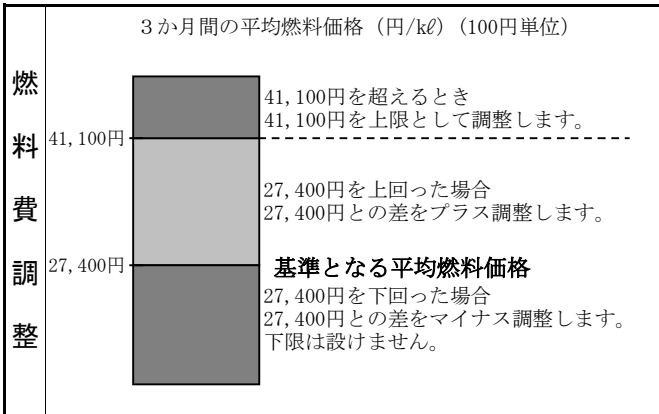 3か月間の平均燃料価格（円/kℓ）（100円単位）
燃料費調整
41,100円を超えるとき
41,100円を上限として調整します。
41,100円
27,400円を上回った場合
27,400円との差をプラス調整します。
27,400円
基準となる平均燃料価格
27,400円を下回った場合
27,400円との差をマイナス調整します。
下限は設けません。